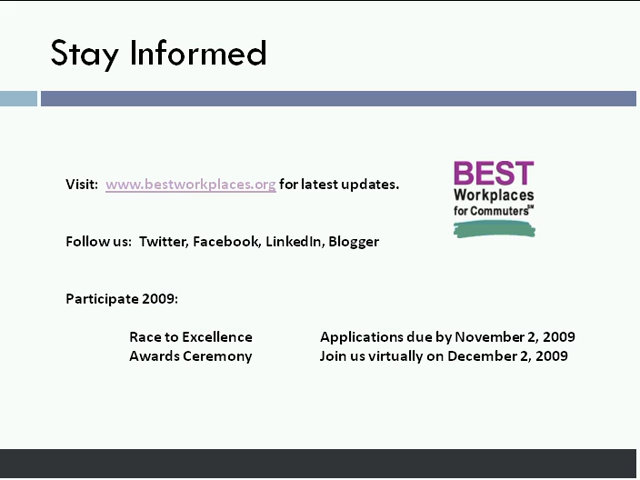 Stay Informed
Visit: www.bestworkplaces.org for latest updates.
BEST
Workplaces
for Commuters℠
Follow us: Twitter, Facebook, LinkedIn, Blogger
Participate 2009:
Race to Excellence Applications due by November 2, 2009
Awards Ceremony Join us virtually on December 2, 2009